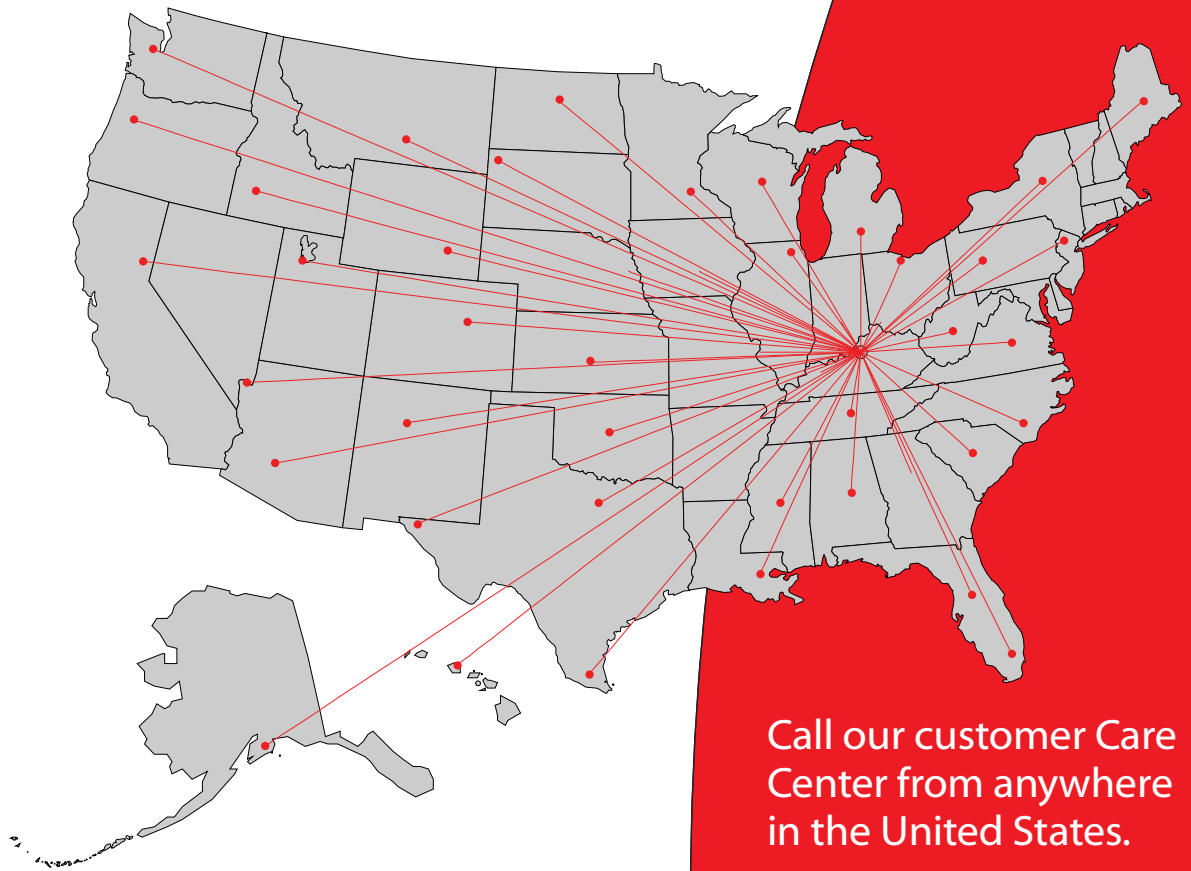 Call our customer Care
Center from anywhere
in the United States.